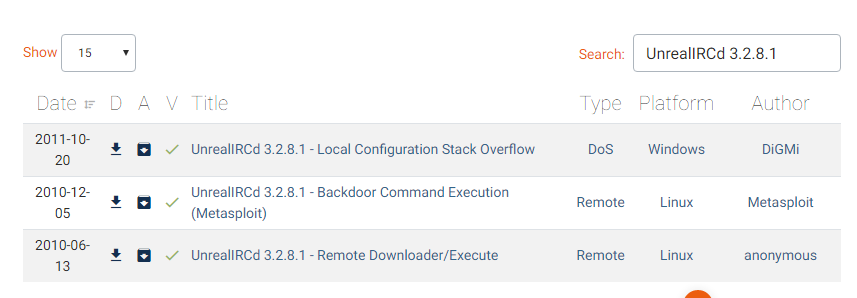 Show 15 Search: UnrealIRCd 3.2.8.1
Date D A V Title Type Platform Author
2011-10-
20 UnrealIRCd 3.2.8.1 - Local Configuration Stack Overflow DoS Windows DiGMi
2010-12-
05 UnrealIRCd 3.2.8.1 - Backdoor Command Execution
(Metasploit) Remote Linux Metasploit
2010-06-
13 UnrealIRCd 3.2.8.1 - Remote Downloader/Execute Remote Linux anonymous